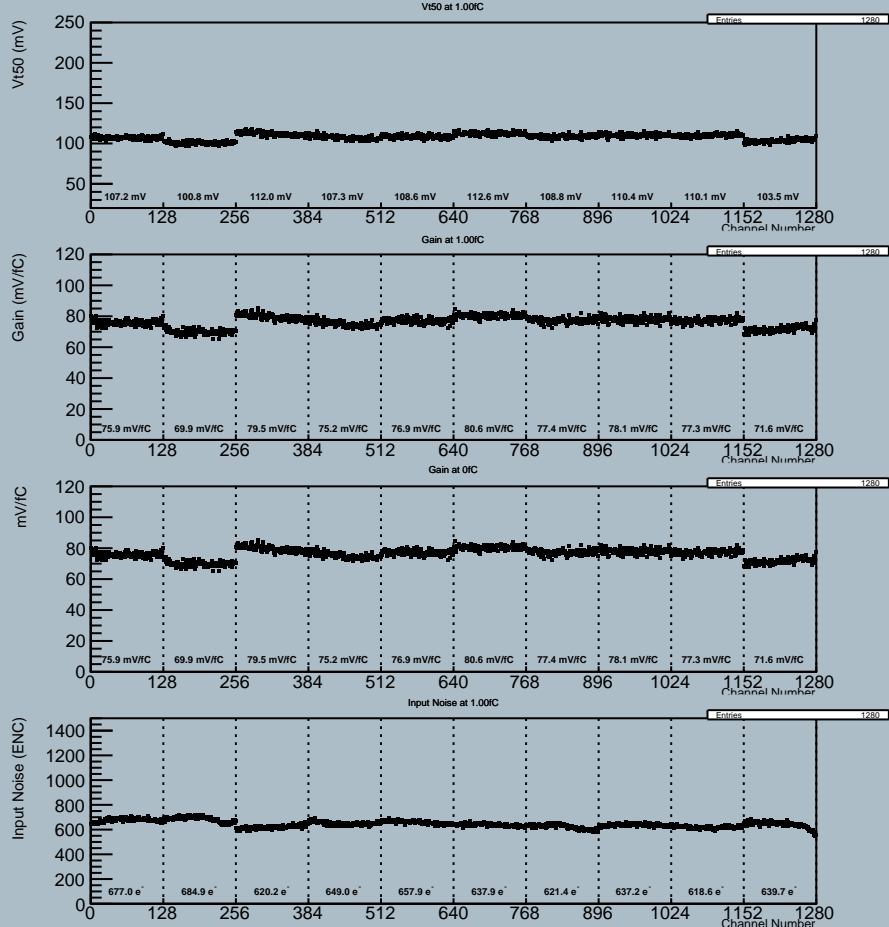 Vt50 at 1.00fC
Entries 1280
Vt50 (mV)
250
200
150
100
50
107.2 mV 100.8 mV 112.0 mV 107.3 mV 108.6 mV 112.6 mV 108.8 mV 110.4 mV 110.1 mV 103.5 mV
0 128 256 384 512 640 768 896 1024 1152 1280
Channel Number
Gain at 1.00fC
Entries 1280
Gain (mV/fC)
120
100
80
60
40
20
0
75.9 mV/fC 69.9 mV/fC 79.5 mV/fC 75.2 mV/fC 76.9 mV/fC 80.6 mV/fC 77.4 mV/fC 78.1 mV/fC 77.3 mV/fC 71.6 mV/fC
0 128 256 384 512 640 768 896 1024 1152 1280
Channel Number
Gain at 0fC
Entries 1280
mV/fC
120
100
80
60
40
20
0
75.9 mV/fC 69.9 mV/fC 79.5 mV/fC 75.2 mV/fC 76.9 mV/fC 80.6 mV/fC 77.4 mV/fC 78.1 mV/fC 77.3 mV/fC 71.6 mV/fC
0 128 256 384 512 640 768 896 1024 1152 1280
Channel Number
Input Noise at 1.00fC
Entries 1280
Input Noise (ENC)
1400
1200
1000
800
600
400
200
0
677.0 e⁻ 684.9 e⁻ 620.2 e⁻ 649.0 e⁻ 657.9 e⁻ 637.9 e⁻ 621.4 e⁻ 637.2 e⁻ 618.6 e⁻ 639.7 e⁻
0 128 256 384 512 640 768 896 1024 1152 1280
Channel Number